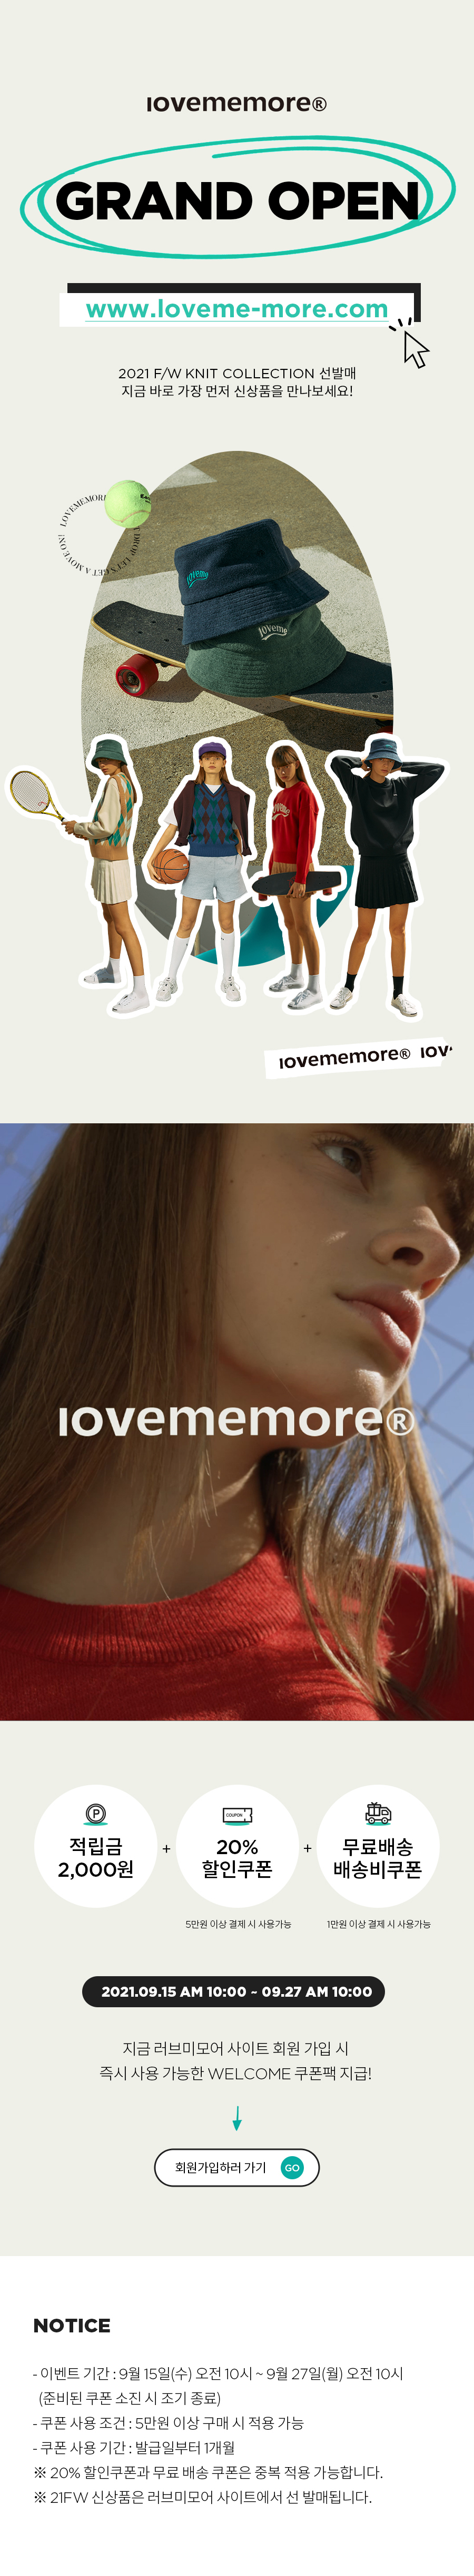 lovememore®
GRAND OPEN
www.loveme-more.com
2021 F/W KNIT COLLECTION 선발매
지금 바로 가장 먼저 신상품을 만나보세요!
loveme
loveme
lovememore® lov
lovememore®
적립금
2,000원
+
COUPON
20%
할인쿠폰
+
무료배송
배송비쿠폰
5만원 이상 결제 시 사용가능
1만원 이상 결제 시 사용가능
2021.09.15 AM 10:00 ~ 09.27 AM 10:00
지금 러브미모어 사이트 회원 가입 시
즉시 사용 가능한 WELCOME 쿠폰팩 지급!
회원가입하러 가기 GO
NOTICE
- 이벤트 기간 : 9월 15일(수) 오전 10시 ~ 9월 27일(월) 오전 10시
(준비된 쿠폰 소진 시 조기 종료)
- 쿠폰 사용 조건 : 5만원 이상 구매 시 적용 가능
- 쿠폰 사용 기간 : 발급일부터 1개월
※ 20% 할인쿠폰과 무료 배송 쿠폰은 중복 적용 가능합니다.
※ 21FW 신상품은 러브미모어 사이트에서 선 발매됩니다.